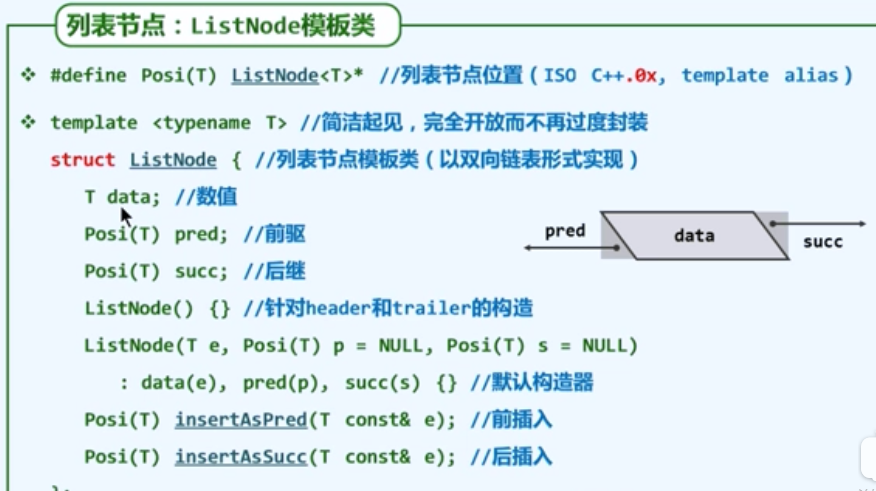 列表节点：ListNode模板类
❖ #define Posi(T) ListNode<T>* //列表节点位置（ISO C++.0x, template alias）
❖ template <typename T> //简洁起见，完全开放而不再过度封装
struct ListNode { //列表节点模板类（以双向链表形式实现）
T data; //数值
Posi(T) pred; //前驱
Posi(T) succ; //后继
ListNode() {} //针对header和trailer的构造
ListNode(T e, Posi(T) p = NULL, Posi(T) s = NULL)
: data(e), pred(p), succ(s) {} //默认构造器
Posi(T) insertAsPred(T const& e); //前插入
Posi(T) insertAsSucc(T const& e); //后插入
pred
data
succ